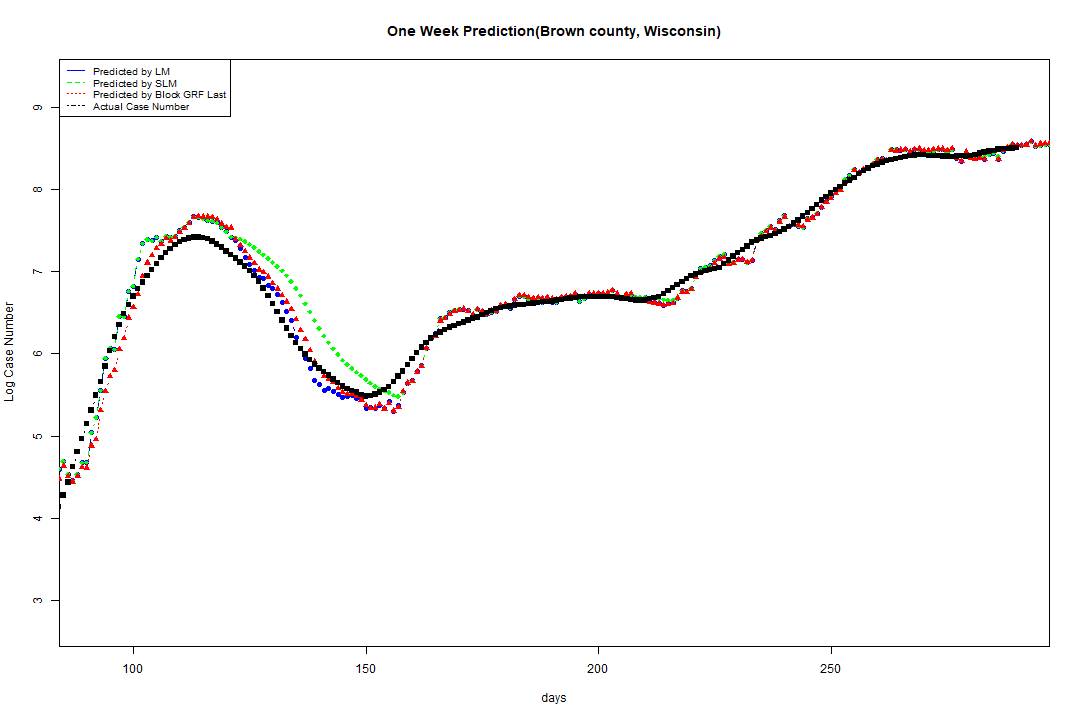 One Week Prediction(Brown county, Wisconsin)
Predicted by LM
Predicted by SLM
Predicted by Block GRF Last
Actual Case Number
9
8
7
6
5
4
3
Log Case Number
100 150 200 250
days